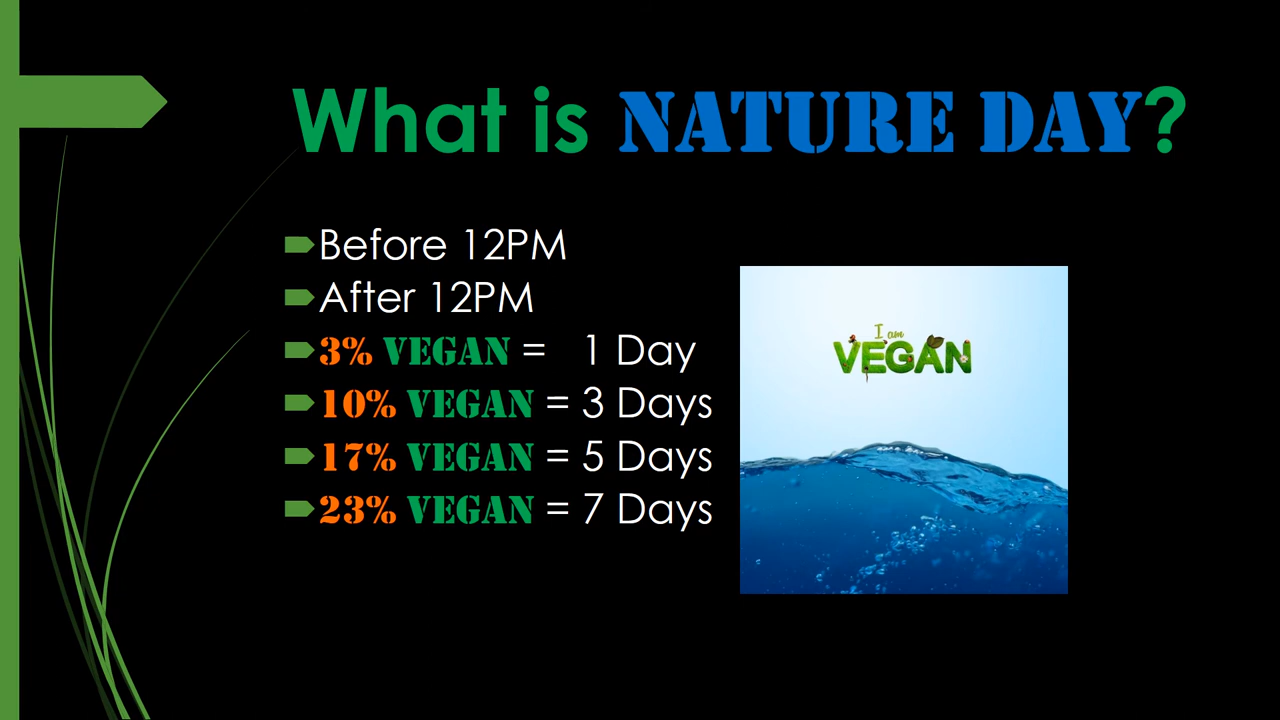 What is NATURE DAY?
Before 12PM
After 12PM
3% VEGAN = 1 Day
10% VEGAN = 3 Days
17% VEGAN = 5 Days
23% VEGAN = 7 Days
I am
VEGAN